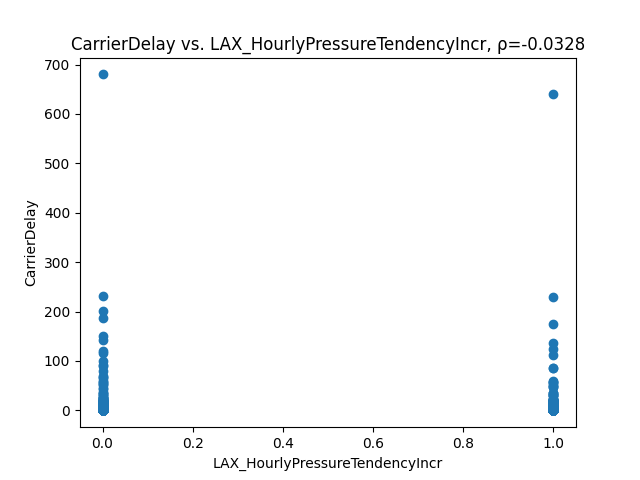 CarrierDelay vs. LAX_HourlyPressureTendencyIncr, ρ=-0.0328
700
600
500
400
300
200
100
0
CarrierDelay
0.0 0.2 0.4 0.6 0.8 1.0
LAX_HourlyPressureTendencyIncr